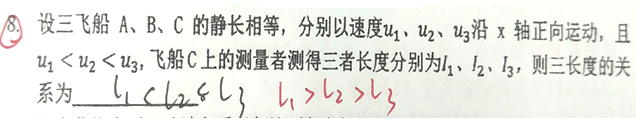 8. 设三飞船 A、B、C 的静长相等，分别以速度u₁、u₂、u₃沿 x 轴正向运动，且
u₁＜u₂＜u₃，飞船C上的测量者测得三者长度分别为l₁、l₂、l₃，则三长度的关
系为 l₁＜l₂＜l₃ l₁＞l₂＞l₃